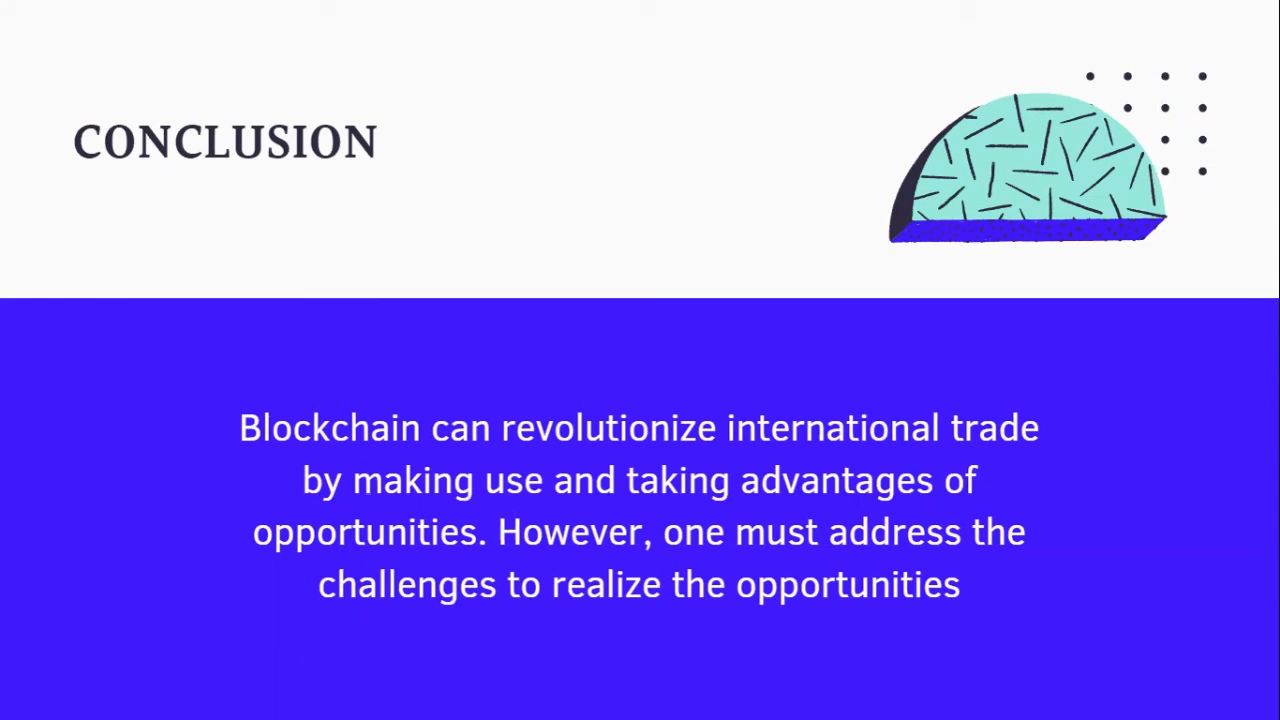 CONCLUSION
Blockchain can revolutionize international trade
by making use and taking advantages of
opportunities. However, one must address the
challenges to realize the opportunities